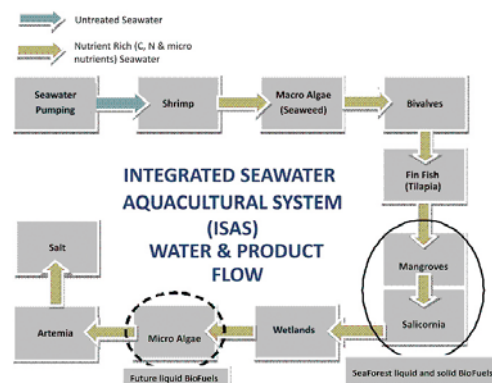 Untreated Seawater
Nutrient Rich (C, N & micro
nutrients) Seawater
Seawater
Pumping
Shrimp
Macro Algae
(Seaweed)
Bivalves
Fin Fish
(Tilapia)
INTEGRATED SEAWATER
AQUACULTURAL SYSTEM
(ISAS)
WATER & PRODUCT
FLOW
Salt
Mangroves
Salicornia
Artemia
Micro Algae
Wetlands
Future liquid BioFuels
SeaForest liquid and solid BioFuels